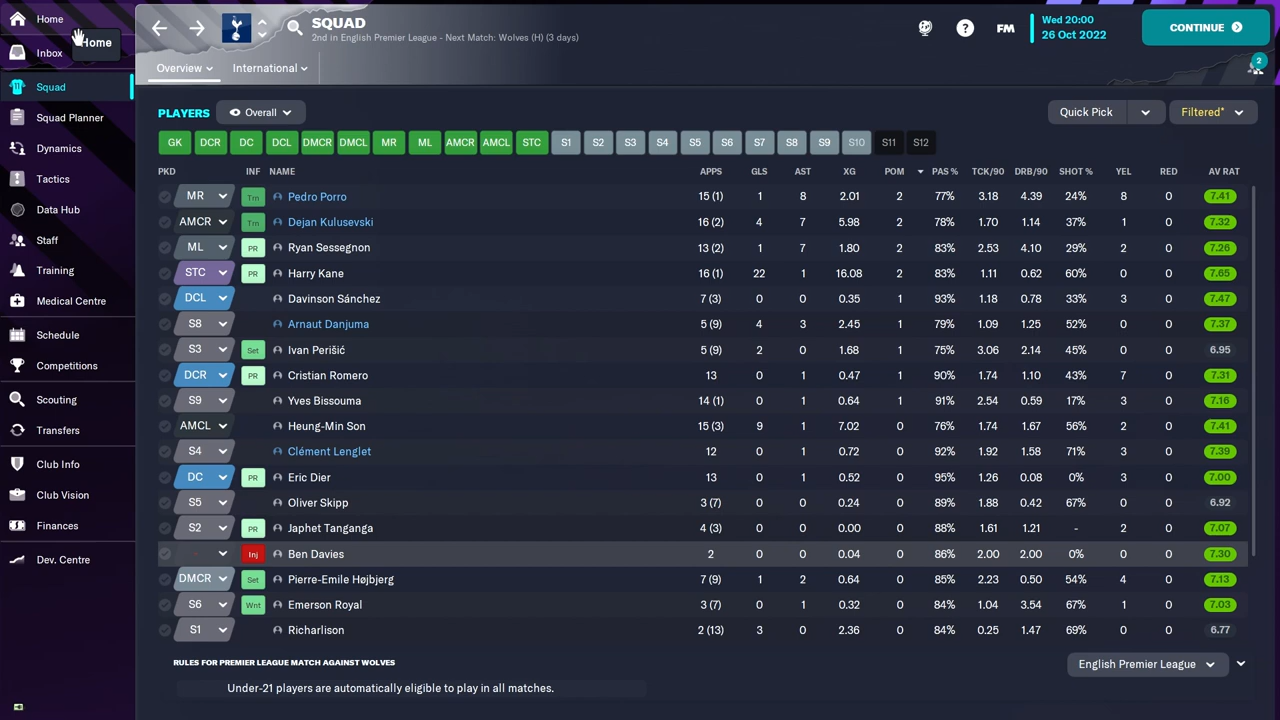 Home
Home
Inbox
Squad
Squad Planner
Dynamics
Tactics
Data Hub
Staff
Training
Medical Centre
Schedule
Competitions
Scouting
Transfers
Club Info
Club Vision
Finances
Dev. Centre
SQUAD
2nd in English Premier League - Next Match: Wolves (H) (3 days)
? FM Wed 20:00
26 Oct 2022
CONTINUE
Overview International
2
PLAYERS Overall Quick Pick Filtered*
GK DCR DC DCL DMCR DMCL MR ML AMCR AMCL STC S1 S2 S3 S4 S5 S6 S7 S8 S9 S10 S11 S12
PKD INF NAME APPS GLS AST XG POM PAS % TCK/90 DRB/90 SHOT % YEL RED AV RAT
MR Trn Pedro Porro 15 (1) 1 8 2.01 2 77% 3.18 4.39 24% 8 0 7.41
AMCR Trn Dejan Kulusevski 16 (2) 4 7 5.98 2 78% 1.70 1.14 37% 1 0 7.32
ML PR Ryan Sessegnon 13 (2) 1 7 1.80 2 83% 2.53 4.10 29% 2 0 7.26
STC PR Harry Kane 16 (1) 22 1 16.08 2 83% 1.11 0.62 60% 0 0 7.65
DCL Davinson Sánchez 7 (3) 0 0 0.35 1 93% 1.18 0.78 33% 3 0 7.47
S8 Arnaut Danjuma 5 (9) 4 3 2.45 1 79% 1.09 1.25 52% 0 0 7.37
S3 Set Ivan Perišić 5 (9) 2 0 1.68 1 75% 3.06 2.14 45% 0 0 6.95
DCR PR Cristian Romero 13 0 1 0.47 1 90% 1.74 1.10 43% 7 0 7.31
S9 Yves Bissouma 14 (1) 0 1 0.64 1 91% 2.54 0.59 17% 3 0 7.16
AMCL Heung-Min Son 15 (3) 9 1 7.02 0 76% 1.74 1.67 56% 2 0 7.41
S4 Clément Lenglet 12 0 1 0.72 0 92% 1.92 1.58 71% 3 0 7.39
DC PR Eric Dier 13 0 1 0.52 0 95% 1.26 0.08 0% 3 0 7.00
S5 Oliver Skipp 3 (7) 0 0 0.24 0 89% 1.88 0.42 67% 0 0 6.92
S2 PR Japhet Tanganga 4 (3) 0 0 0.00 0 88% 1.61 1.21 - 2 0 7.07
- Inj Ben Davies 2 0 0 0.04 0 86% 2.00 2.00 0% 0 0 7.30
DMCR Set Pierre-Emile Højbjerg 7 (9) 1 2 0.64 0 85% 2.23 0.50 54% 4 0 7.13
S6 Wnt Emerson Royal 3 (7) 0 1 0.32 0 84% 1.04 3.54 67% 1 0 7.03
S1 Richarlison 2 (13) 3 0 2.36 0 84% 0.25 1.47 69% 0 0 6.77
RULES FOR PREMIER LEAGUE MATCH AGAINST WOLVES English Premier League
Under-21 players are automatically eligible to play in all matches.